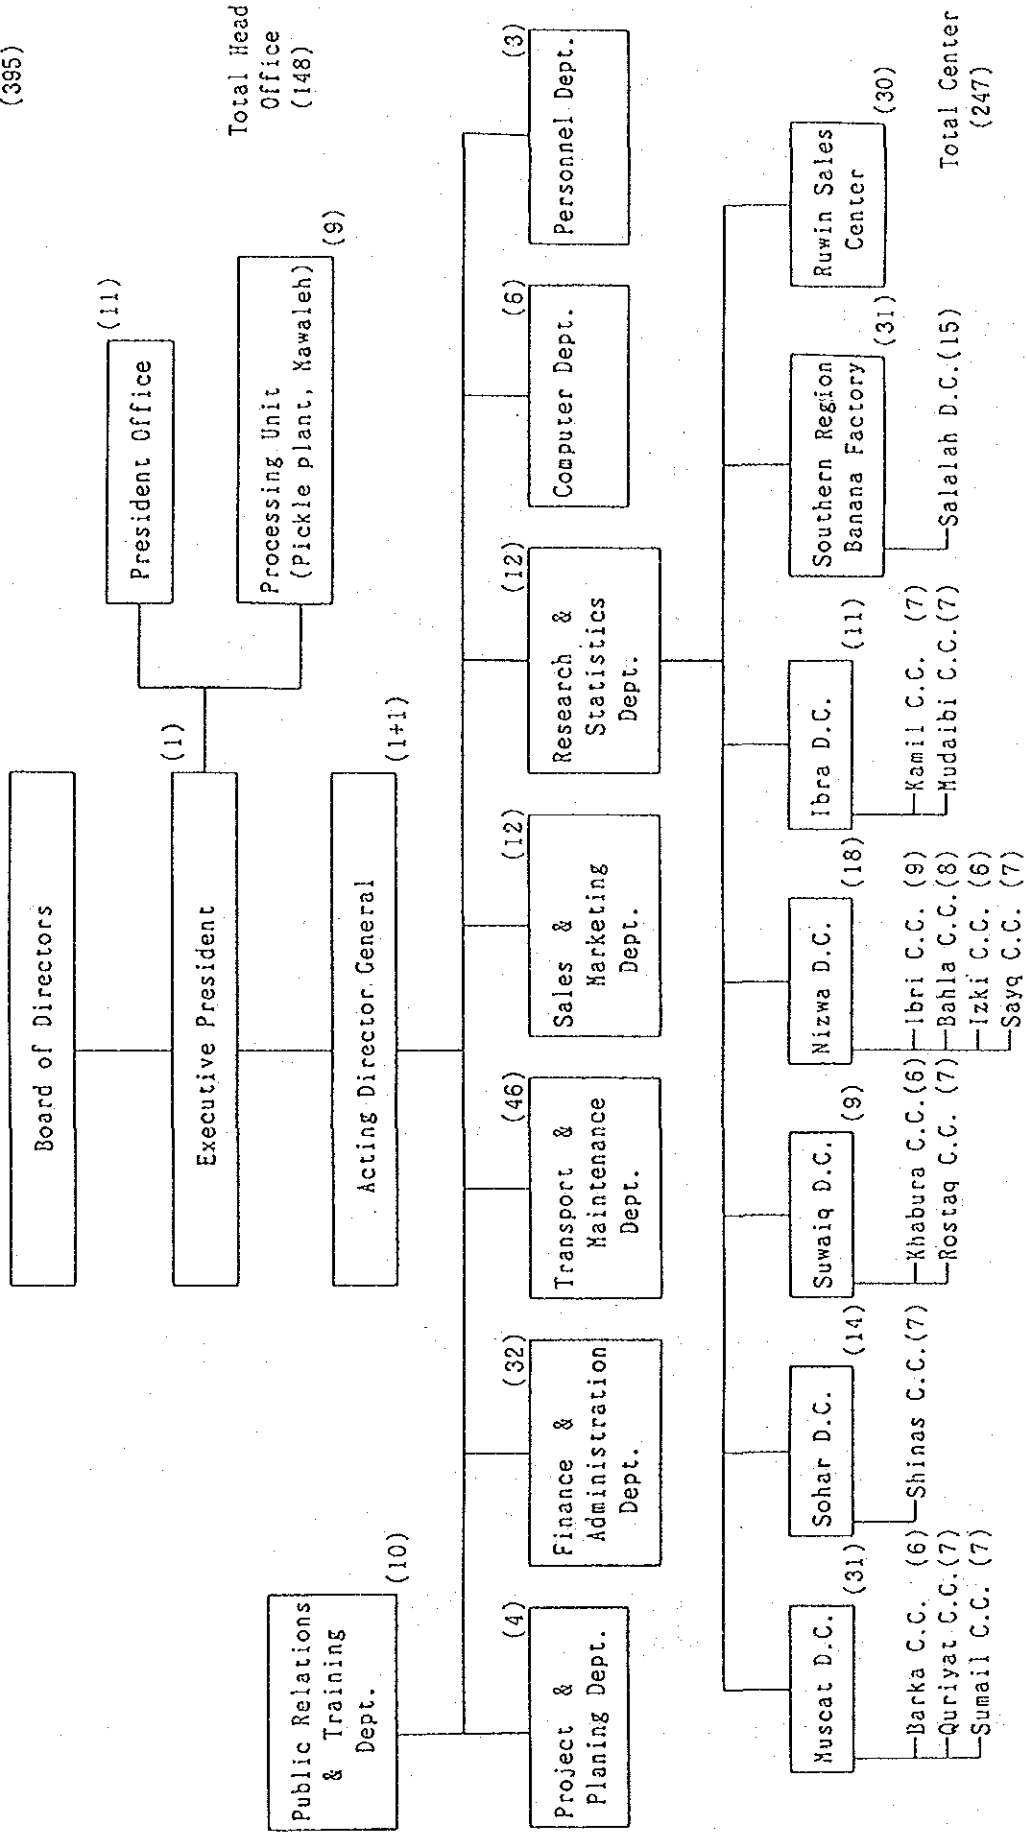 (395)
Board of Directors
Executive President
(1)
President Office
(11)
Processing Unit
(Pickle plant, Kawaleh)
(9)
Acting Director General
(1+1)
Total Head
Office
(148)
Public Relations
& Training
Dept.
(10)
Project &
Planing Dept.
(4)
Finance &
Administration
Dept.
(32)
Transport &
Maintenance
Dept.
(46)
Sales &
Marketing
Dept.
(12)
Research &
Statistics
Dept.
(12)
Computer Dept.
(6)
Personnel Dept.
(3)
Muscat D.C.
(31)
Barka C.C. (6)
Quriyat C.C.(7)
Sumail C.C. (7)
Sohar D.C.
(14)
Shinas C.C.(7)
Suwaiq D.C.
(9)
Khabura C.C.(6)
Rostaq C.C. (7)
Nizwa D.C.
(18)
Ibri C.C. (9)
Bahla C.C.(8)
Izki C.C. (6)
Sayq C.C. (7)
Ibra D.C.
(11)
Kamil C.C. (7)
Mudaibi C.C.(7)
Southern Region
Banana Factory
(31)
Salalah D.C.(15)
Ruwin Sales
Center
(30)
Total Center
(247)